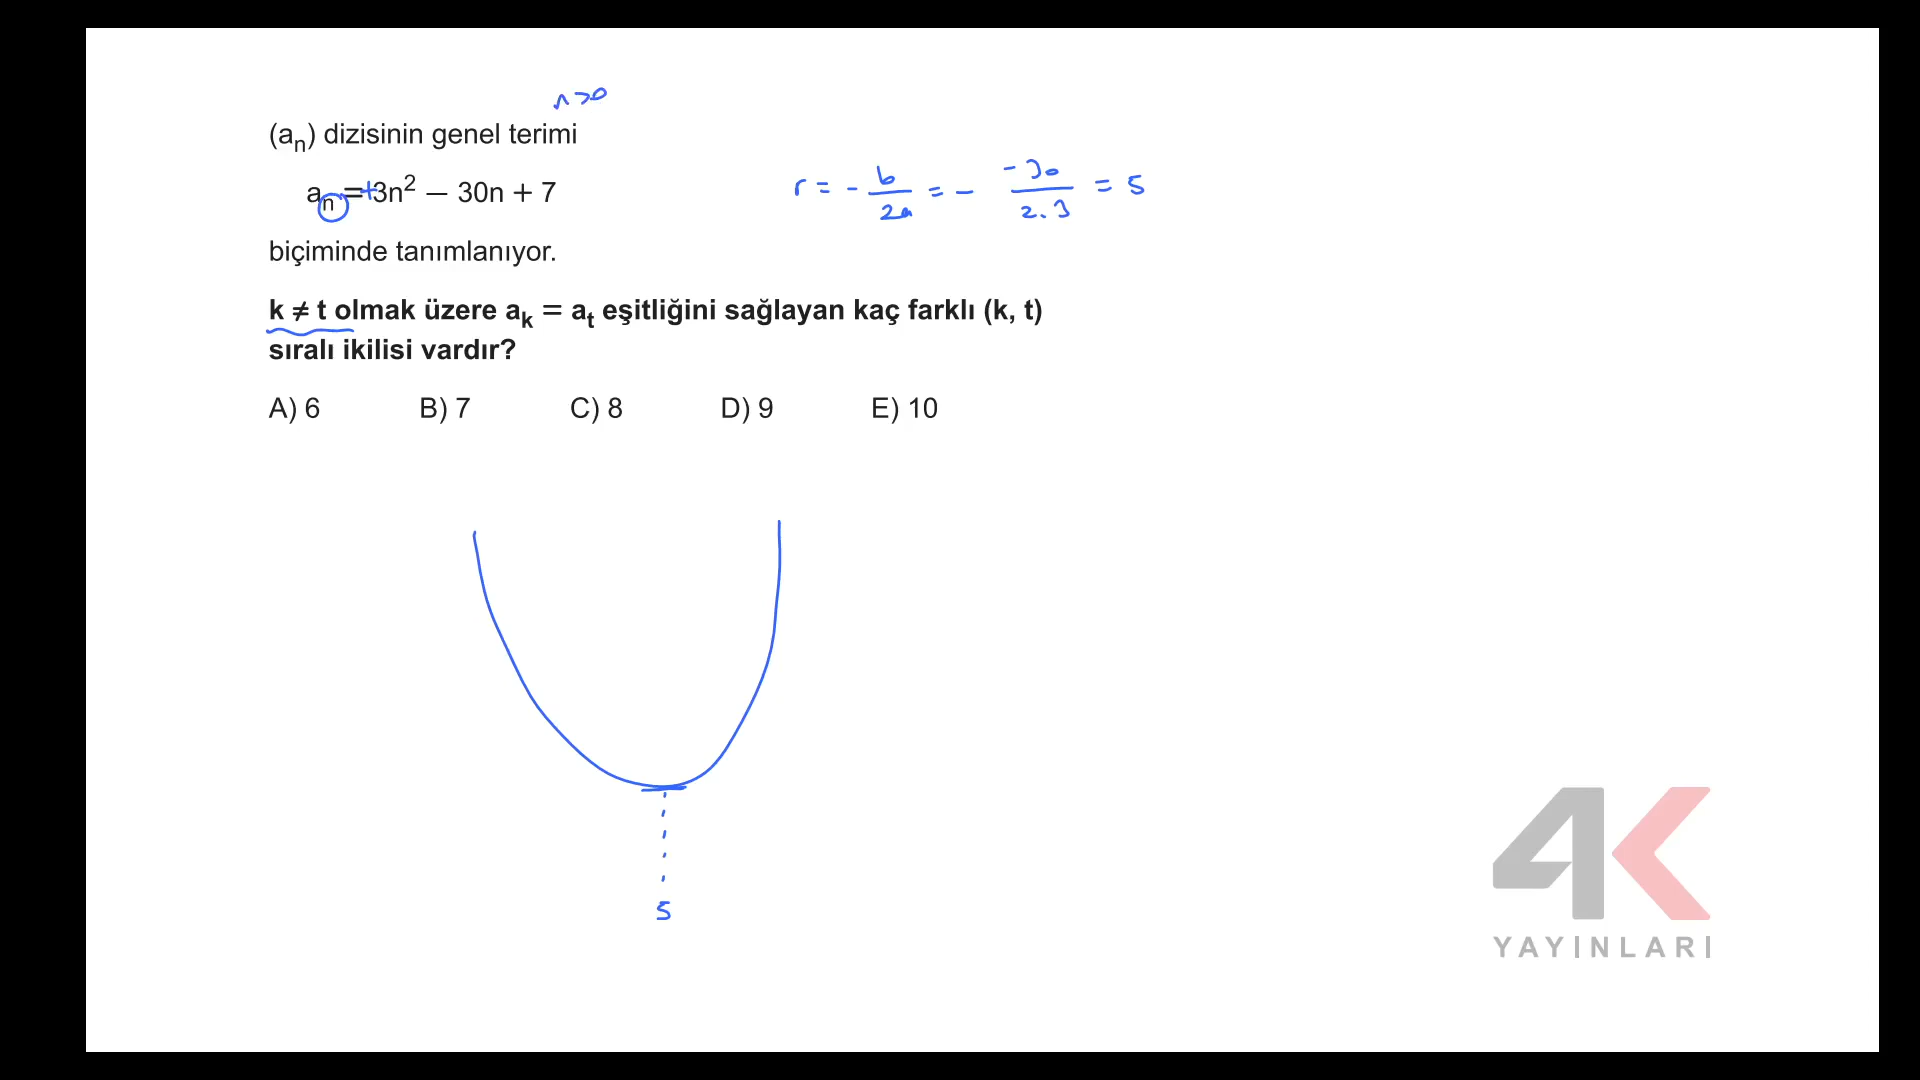 n>0
(aₙ) dizisinin genel terimi
aₙ = +3n² — 30n + 7
r = - b/2a = - -30/2.3 = 5
biçiminde tanımlanıyor.
k ≠ t olmak üzere aₖ = aₜ eşitliğini sağlayan kaç farklı (k, t)
sıralı ikilisi vardır?
A) 6 B) 7 C) 8 D) 9 E) 10
5
4K
YAYINLARI